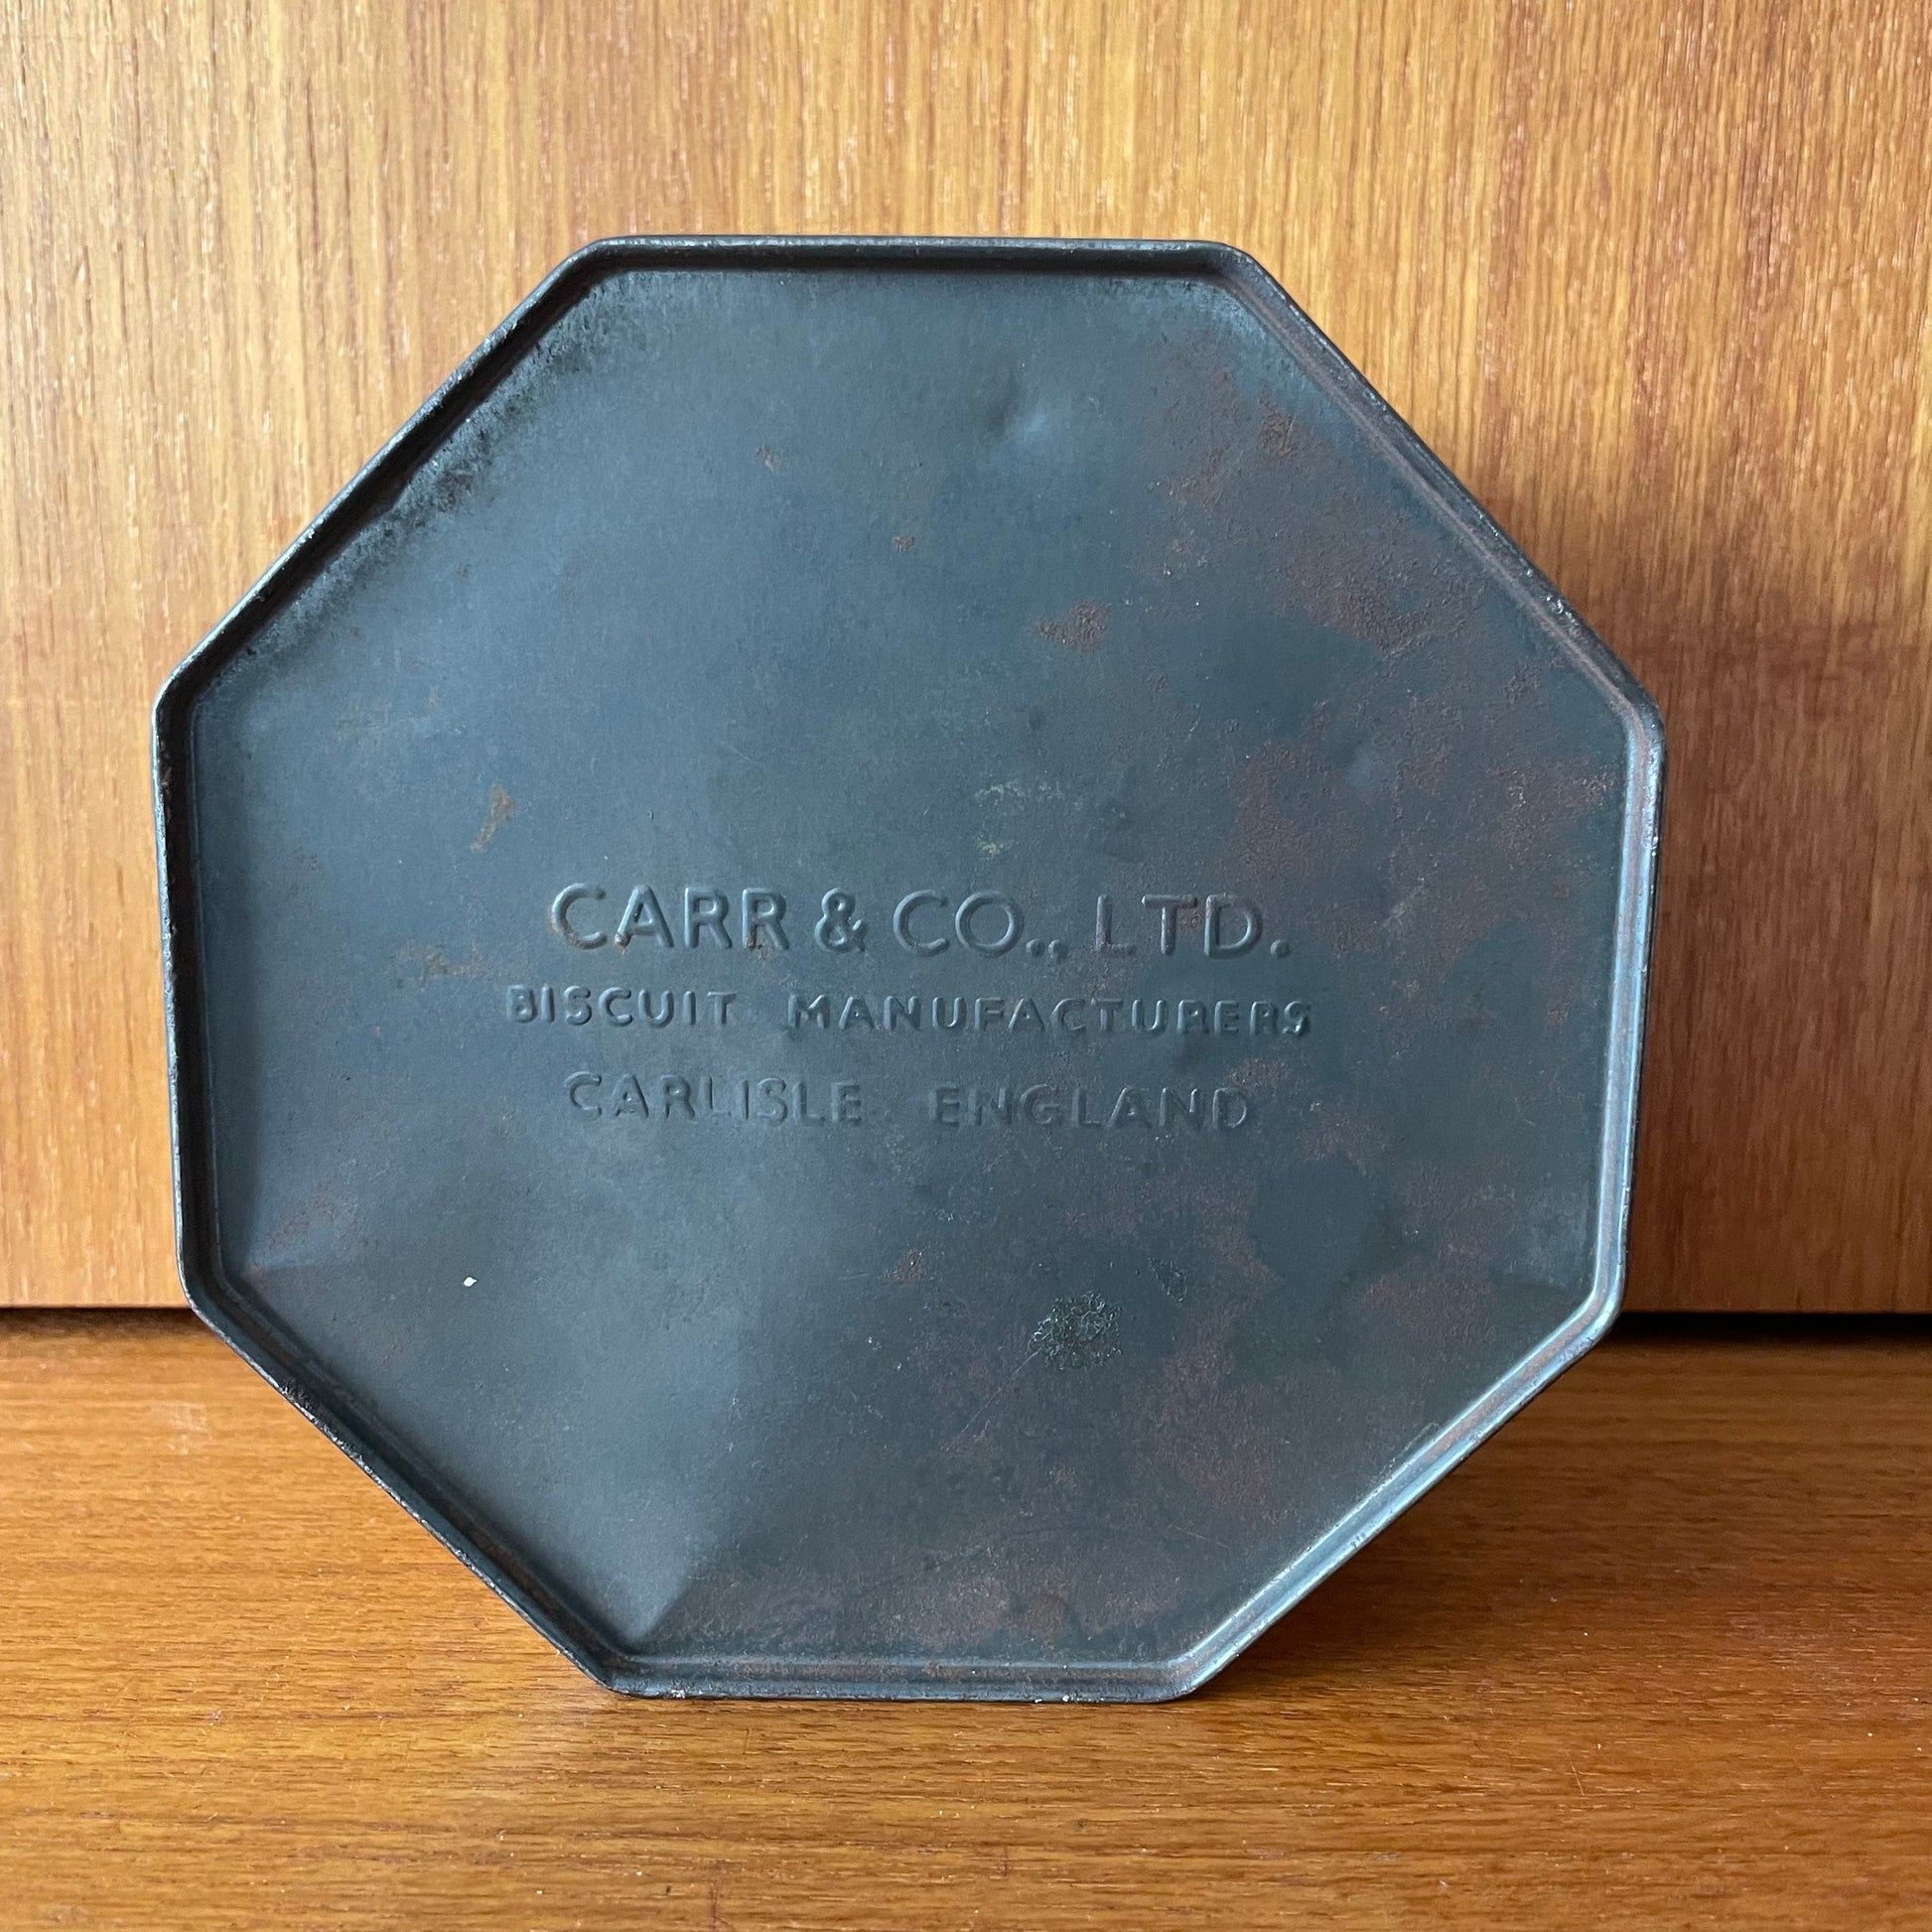 CARR & CO., LTD.
BISCUIT MANUFACTURERS
CARLISLE ENGLAND